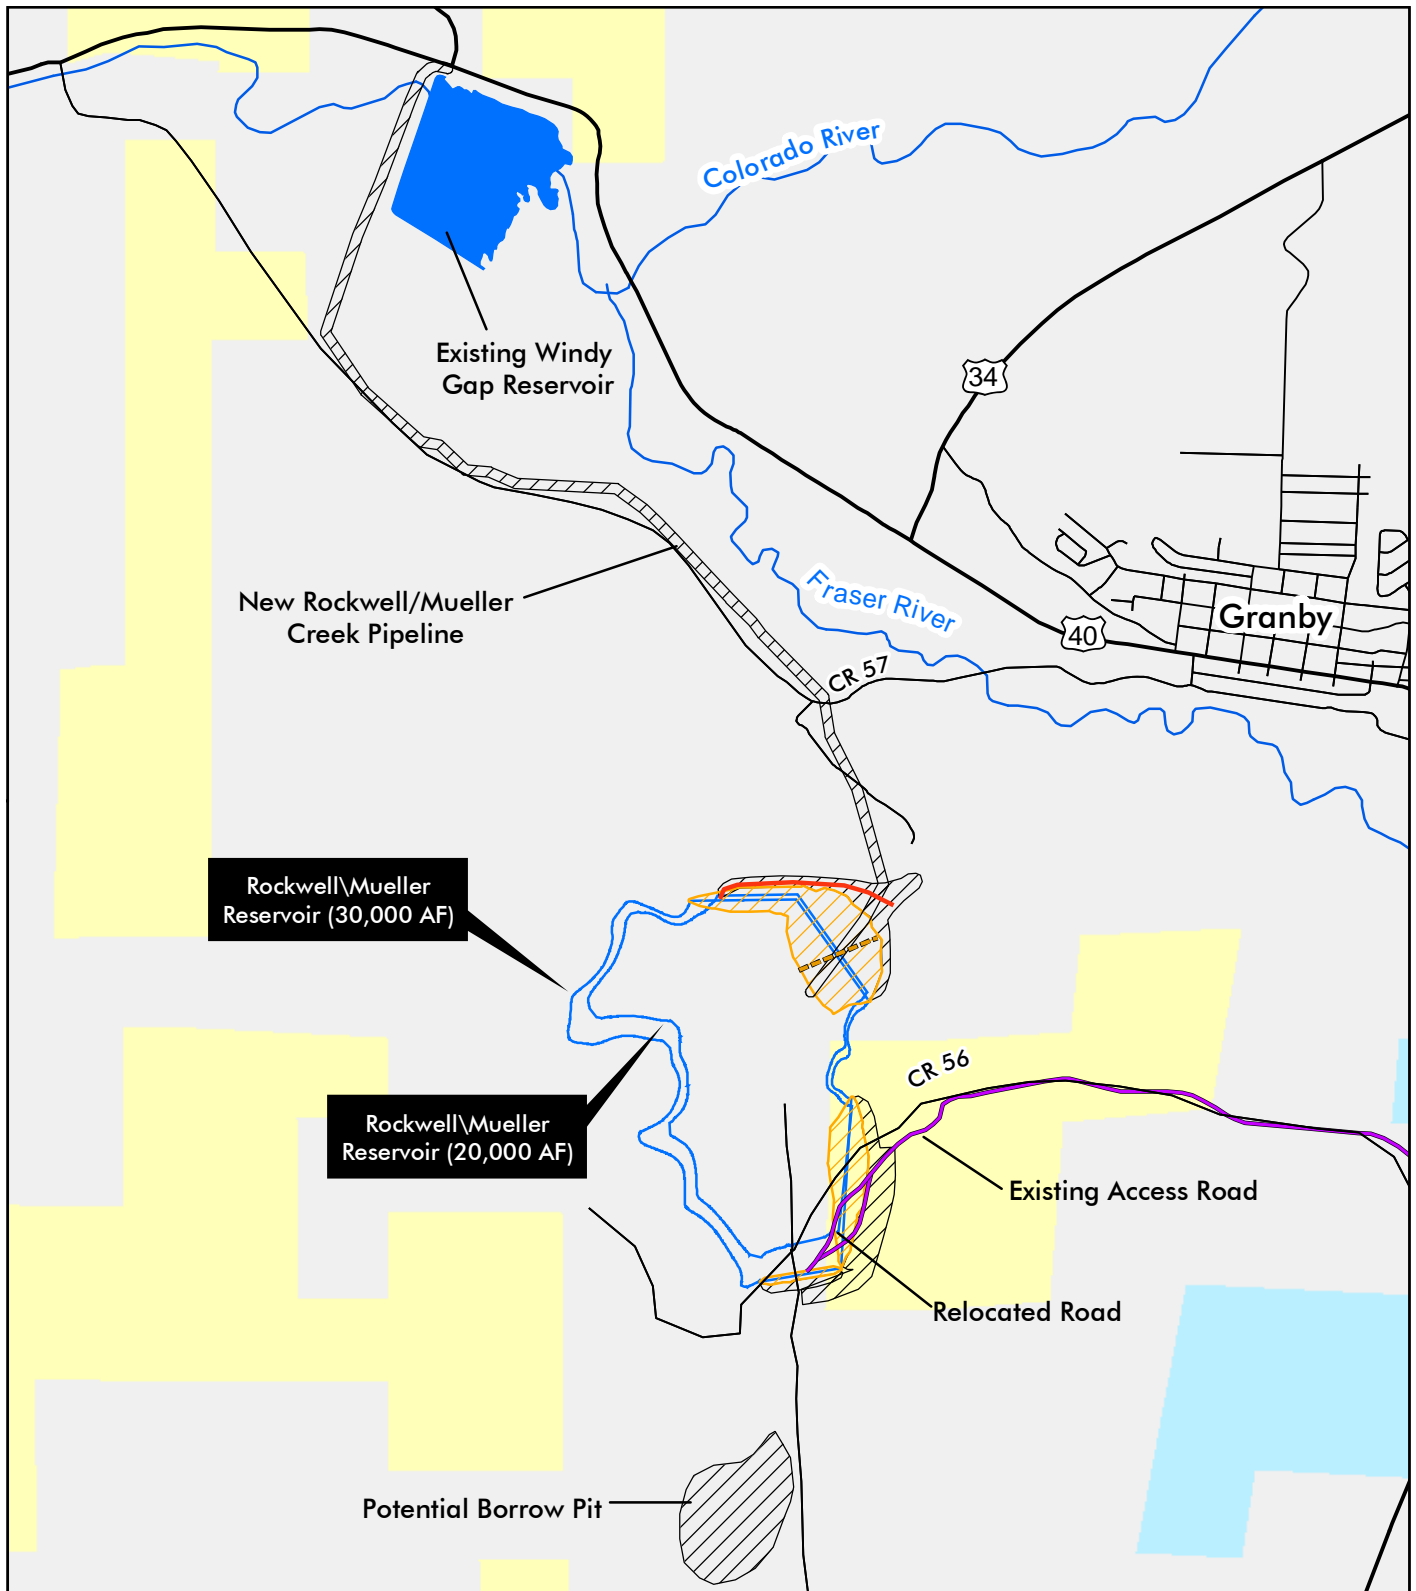 Colorado River
Existing Windy
Gap Reservoir
34
New Rockwell/Mueller
Creek Pipeline
Fraser River
Granby
40
CR 57
Rockwell\Mueller
Reservoir (30,000 AF)
CR 56
Rockwell\Mueller
Reservoir (20,000 AF)
Existing Access Road
Relocated Road
Potential Borrow Pit